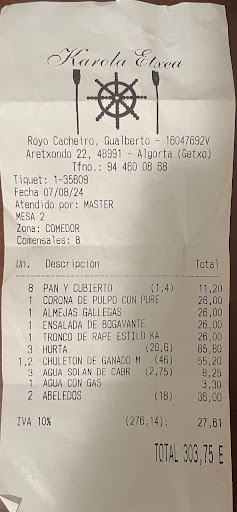 Karola Etxea
Royo Cacheiro, Gualberto - 16047692V
Aretxondo 22, 48991 - Algorta (Getxo)
Tfno.: 94 460 08 68
Tiquet: 1-35809
Fecha 07/08/24
Atendido por: MASTER
MESA 2
Zona: COMEDOR
Comensales: 8
Un. Descripción Total
8 PAN Y CUBIERTO (1,4) 11,20
1 CORONA DE PULPO CON PURE 26,00
1 ALMEJAS GALLEGAS 26,00
1 ENSALADA DE BOGAVANTE 26,00
1 TRONCO DE RAPE ESTILO KA 26,00
3 HURTA 85,80
1,2 CHULETON DE GANADO M (46) 55,20
3 AGUA SOLAN DE CABR (2,75) 8,25
1 AGUA CON GAS 3,30
2 ABELEDOS (18) 36,00
IVA 10% (276,14): 27,61
TOTAL 303,75 E